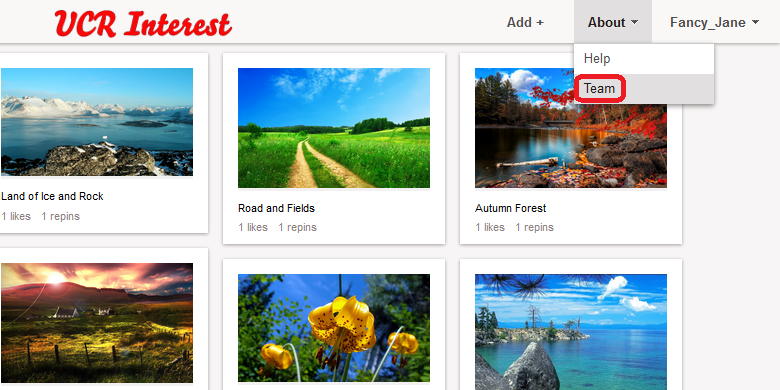 UCR Interest
Add +
About
Fancy_Jane
Help
Team
Land of Ice and Rock
1 likes 1 repins
Road and Fields
1 likes 1 repins
Autumn Forest
1 likes 1 repins